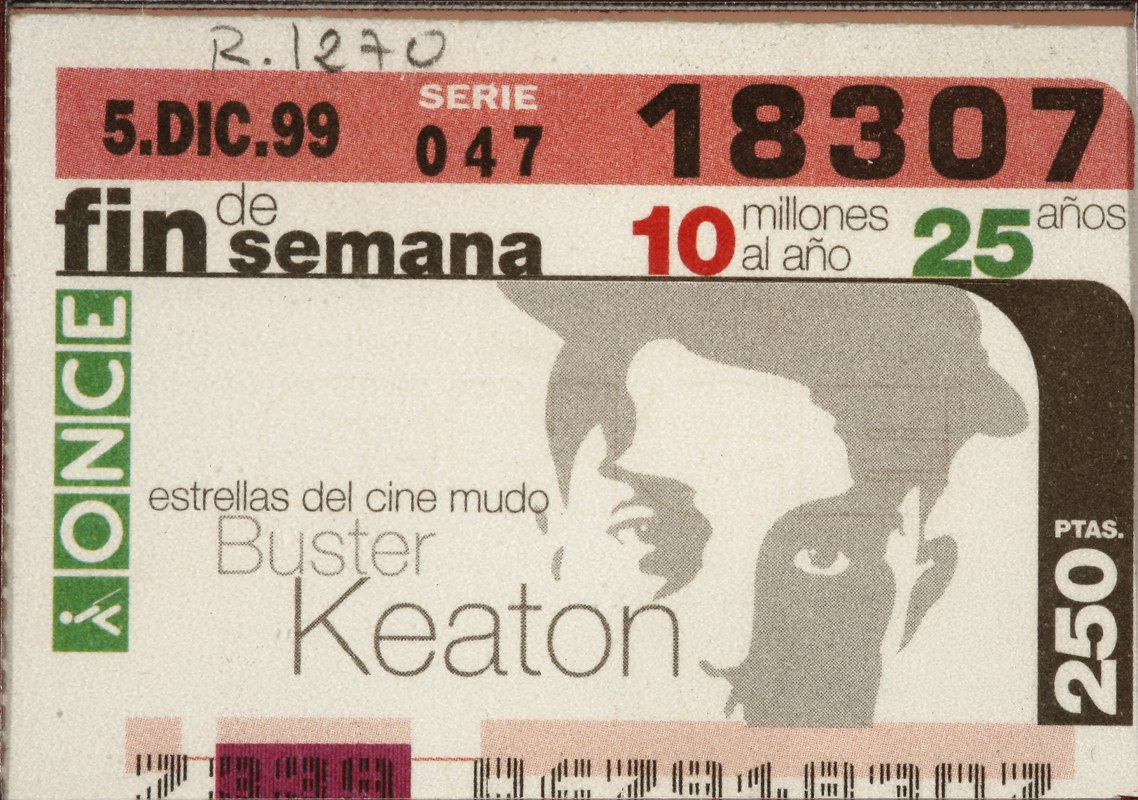 R.1270
5.DIC.99 SERIE 047 18307
fin de semana
10 millones al año 25 años
ONCE
estrellas del cine mudo
Buster
Keaton
PTAS.
250